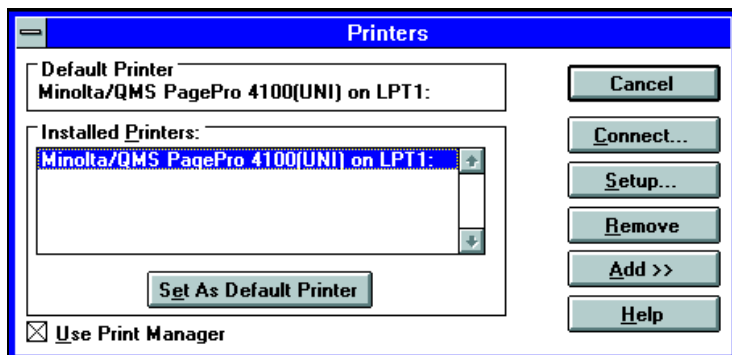 Printers
Default Printer
Minolta/QMS PagePro 4100(UNI) on LPT1:
Installed Printers:
Minolta/QMS PagePro 4100(UNI) on LPT1:
Set As Default Printer
Use Print Manager
Cancel
Connect...
Setup...
Remove
Add >>
Help